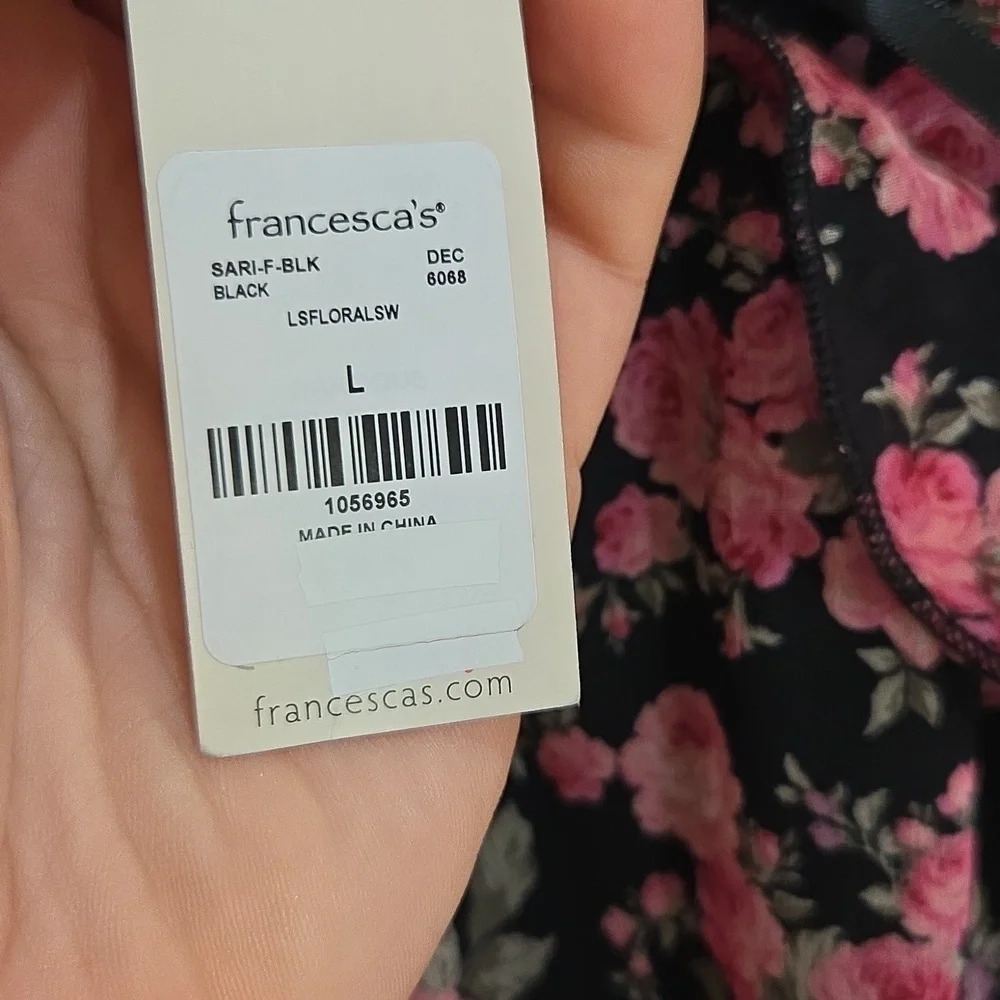 francesca's®
SARI-F-BLK DEC
BLACK 6068
LSFLORALSW
L
1056965
MADE IN CHINA
francescas.com